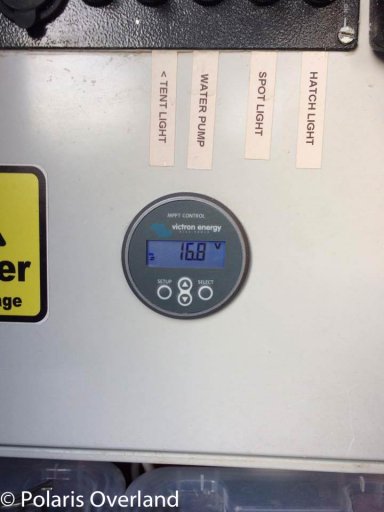 < TENT LIGHT
WATER PUMP
SPOT LIGHT
HATCH LIGHT
MPPT CONTROL
victron energy
16.8 V
SETUP
SELECT
er
age
© Polaris Overland